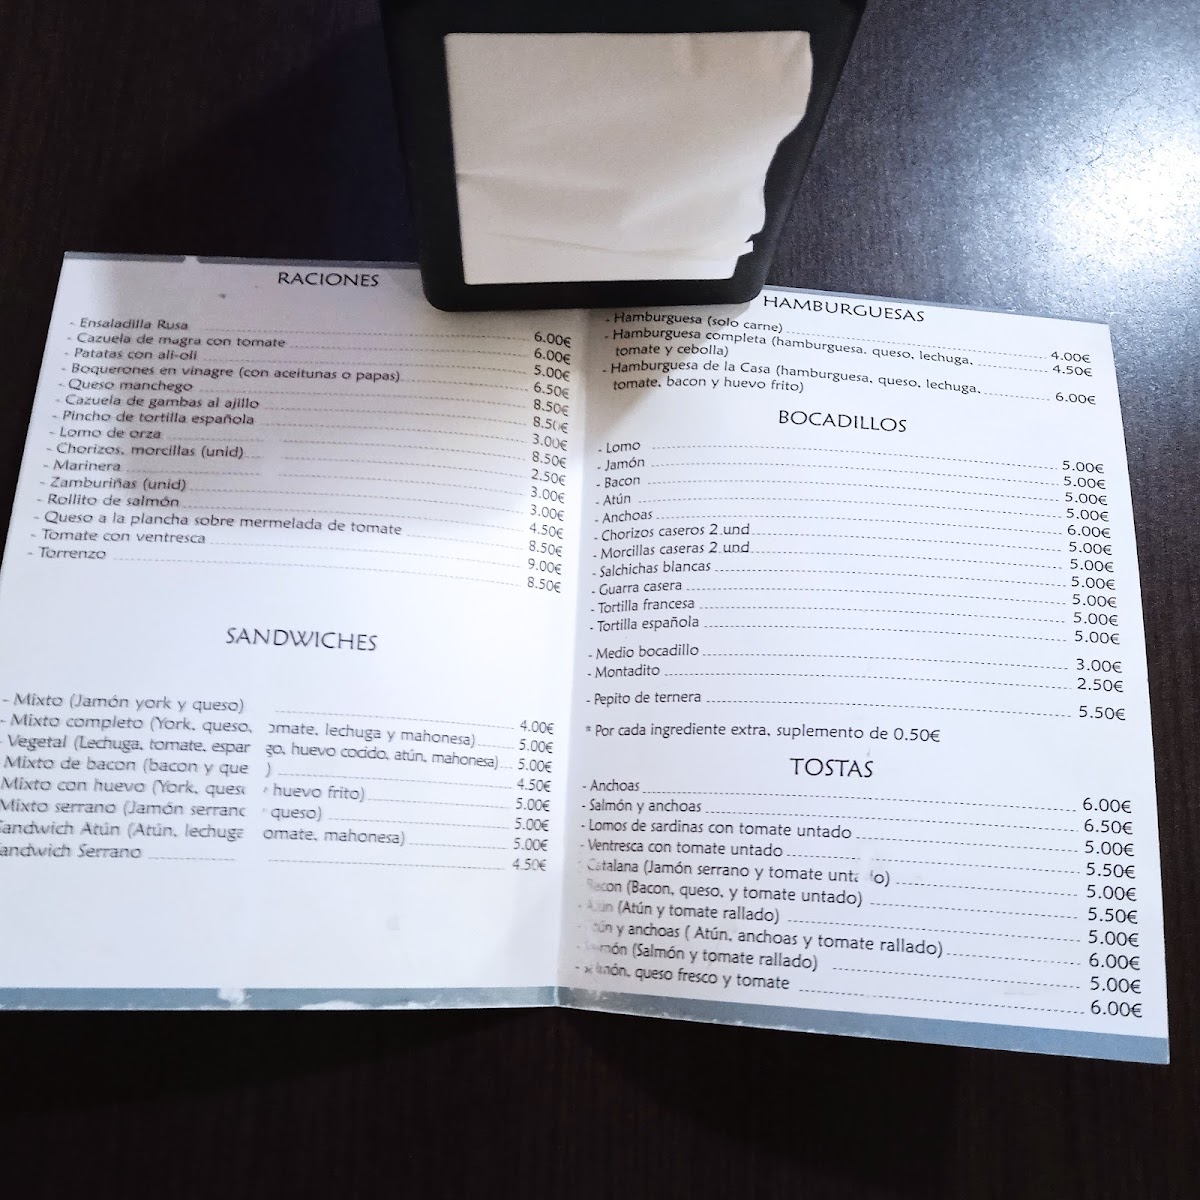 RACIONES
- Ensaladilla Rusa 6.00€
- Cazuela de magra con tomate 6.00€
- Patatas con ali-oli 5.00€
- Boquerones en vinagre (con aceitunas o papas) 6.50€
- Queso manchego 8.50€
- Cazuela de gambas al ajillo 8.50€
- Pincho de tortilla española 3.00€
- Lomo de orza 8.50€
- Chorizos, morcillas (unid) 2.50€
- Marinera 3.00€
- Zamburiñas (unid) 3.00€
- Rollito de salmón 4.50€
- Queso a la plancha sobre mermelada de tomate 8.50€
- Tomate con ventresca 9.00€
- Torrenzo 8.50€
SANDWICHES
- Mixto (Jamón york y queso) 4.00€
- Mixto completo (York, queso, tomate, lechuga y mahonesa) 5.00€
- Vegetal (Lechuga, tomate, espar go, huevo cocido, atún, mahonesa) 5.00€
Mixto de bacon (bacon y que ) 4.50€
Mixto con huevo (York, queso y huevo frito) 5.00€
Mixto serrano (Jamón serrano y queso) 5.00€
Sandwich Atún (Atún, lechuga tomate, mahonesa) 5.00€
Sandwich Serrano 4.50€
HAMBURGUESAS
- Hamburguesa (solo carne) 4.00€
- Hamburguesa completa (hamburguesa, queso, lechuga, 4.50€
tomate y cebolla)
- Hamburguesa de la Casa (hamburguesa, queso, lechuga, 6.00€
tomate, bacon y huevo frito)
BOCADILLOS
- Lomo 5.00€
- Jamón 5.00€
- Bacon 5.00€
- Atún 5.00€
- Anchoas 6.00€
- Chorizos caseros 2 und 5.00€
- Morcillas caseras 2 und 5.00€
- Salchichas blancas 5.00€
- Guarra casera 5.00€
- Tortilla francesa 5.00€
- Tortilla española 5.00€
- Medio bocadillo 3.00€
- Montadito 2.50€
- Pepito de ternera 5.50€
* Por cada ingrediente extra, suplemento de 0.50€
TOSTAS
- Anchoas 6.00€
- Salmón y anchoas 6.50€
- Lomos de sardinas con tomate untado 5.00€
- Ventresca con tomate untado 5.50€
- Catalana (Jamón serrano y tomate untado) 5.00€
- Bacon (Bacon, queso, y tomate untado) 5.50€
- Atún (Atún y tomate rallado) 5.00€
- Atún y anchoas ( Atún, anchoas y tomate rallado) 6.00€
- Salmón (Salmón y tomate rallado) 5.00€
- Salmón, queso fresco y tomate 6.00€